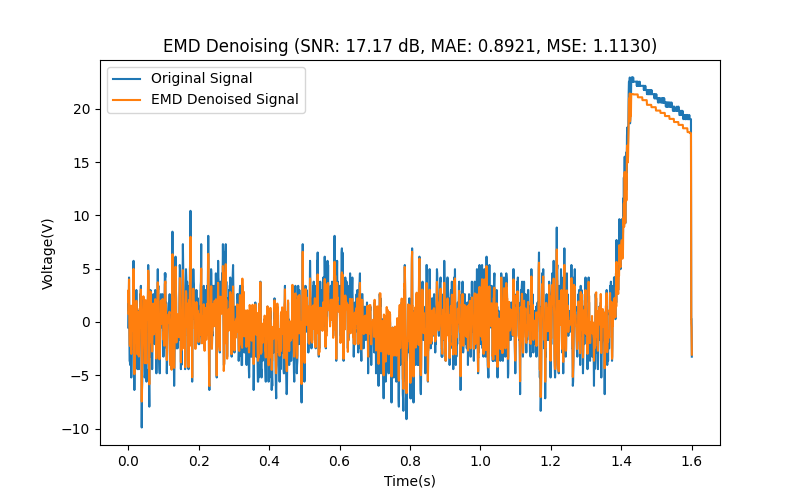 EMD Denoising (SNR: 17.17 dB, MAE: 0.8921, MSE: 1.1130)
Original Signal
EMD Denoised Signal
Voltage(V)
20
15
10
5
0
−5
−10
0.0 0.2 0.4 0.6 0.8 1.0 1.2 1.4 1.6
Time(s)